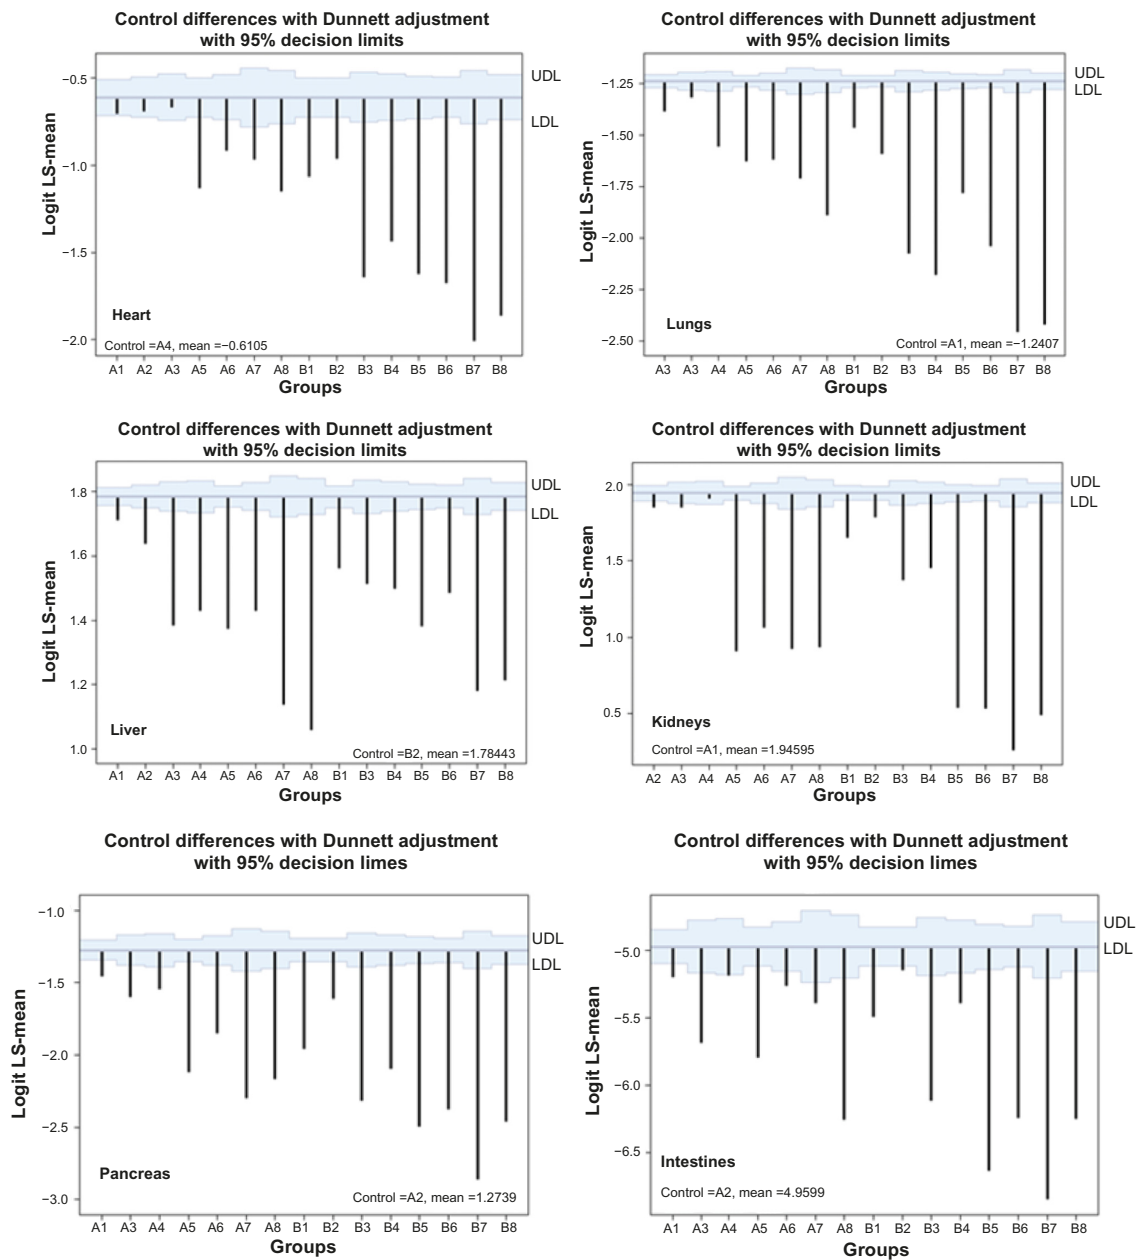 Control differences with Dunnett adjustment
with 95% decision limits
Logit LS-mean
−0.5
−1.0
−1.5
−2.0
UDL
LDL
Heart
Control =A4, mean =−0.6105
A1 A2 A3 A5 A6 A7 A8 B1 B2 B3 B4 B5 B6 B7 B8
Groups
Control differences with Dunnett adjustment
with 95% decision limits
Logit LS-mean
−1.25
−1.50
−1.75
−2.00
−2.25
−2.50
UDL
LDL
Lungs
Control =A1, mean =−1.2407
A3 A3 A4 A5 A6 A7 A8 B1 B2 B3 B4 B5 B6 B7 B8
Groups
Control differences with Dunnett adjustment
with 95% decision limits
Logit LS-mean
1.8
1.6
1.4
1.2
1.0
UDL
LDL
Liver
Control =B2, mean =1.78443
A1 A2 A3 A4 A5 A6 A7 A8 B1 B3 B4 B5 B6 B7 B8
Groups
Control differences with Dunnett adjustment
with 95% decision limits
Logit LS-mean
2.0
1.5
1.0
0.5
UDL
LDL
Kidneys
Control =A1, mean =1.94595
A2 A3 A4 A5 A6 A7 A8 B1 B2 B3 B4 B5 B6 B7 B8
Groups
Control differences with Dunnett adjustment
with 95% decision limes
Logit LS-mean
−1.0
−1.5
−2.0
−2.5
−3.0
UDL
LDL
Pancreas
Control =A2, mean =1.2739
A1 A3 A4 A5 A6 A7 A8 B1 B2 B3 B4 B5 B6 B7 B8
Groups
Control differences with Dunnett adjustment
with 95% decision limes
Logit LS-mean
−5.0
−5.5
−6.0
−6.5
UDL
LDL
Intestines
Control =A2, mean =4.9599
A1 A3 A4 A5 A6 A7 A8 B1 B2 B3 B4 B5 B6 B7 B8
Groups